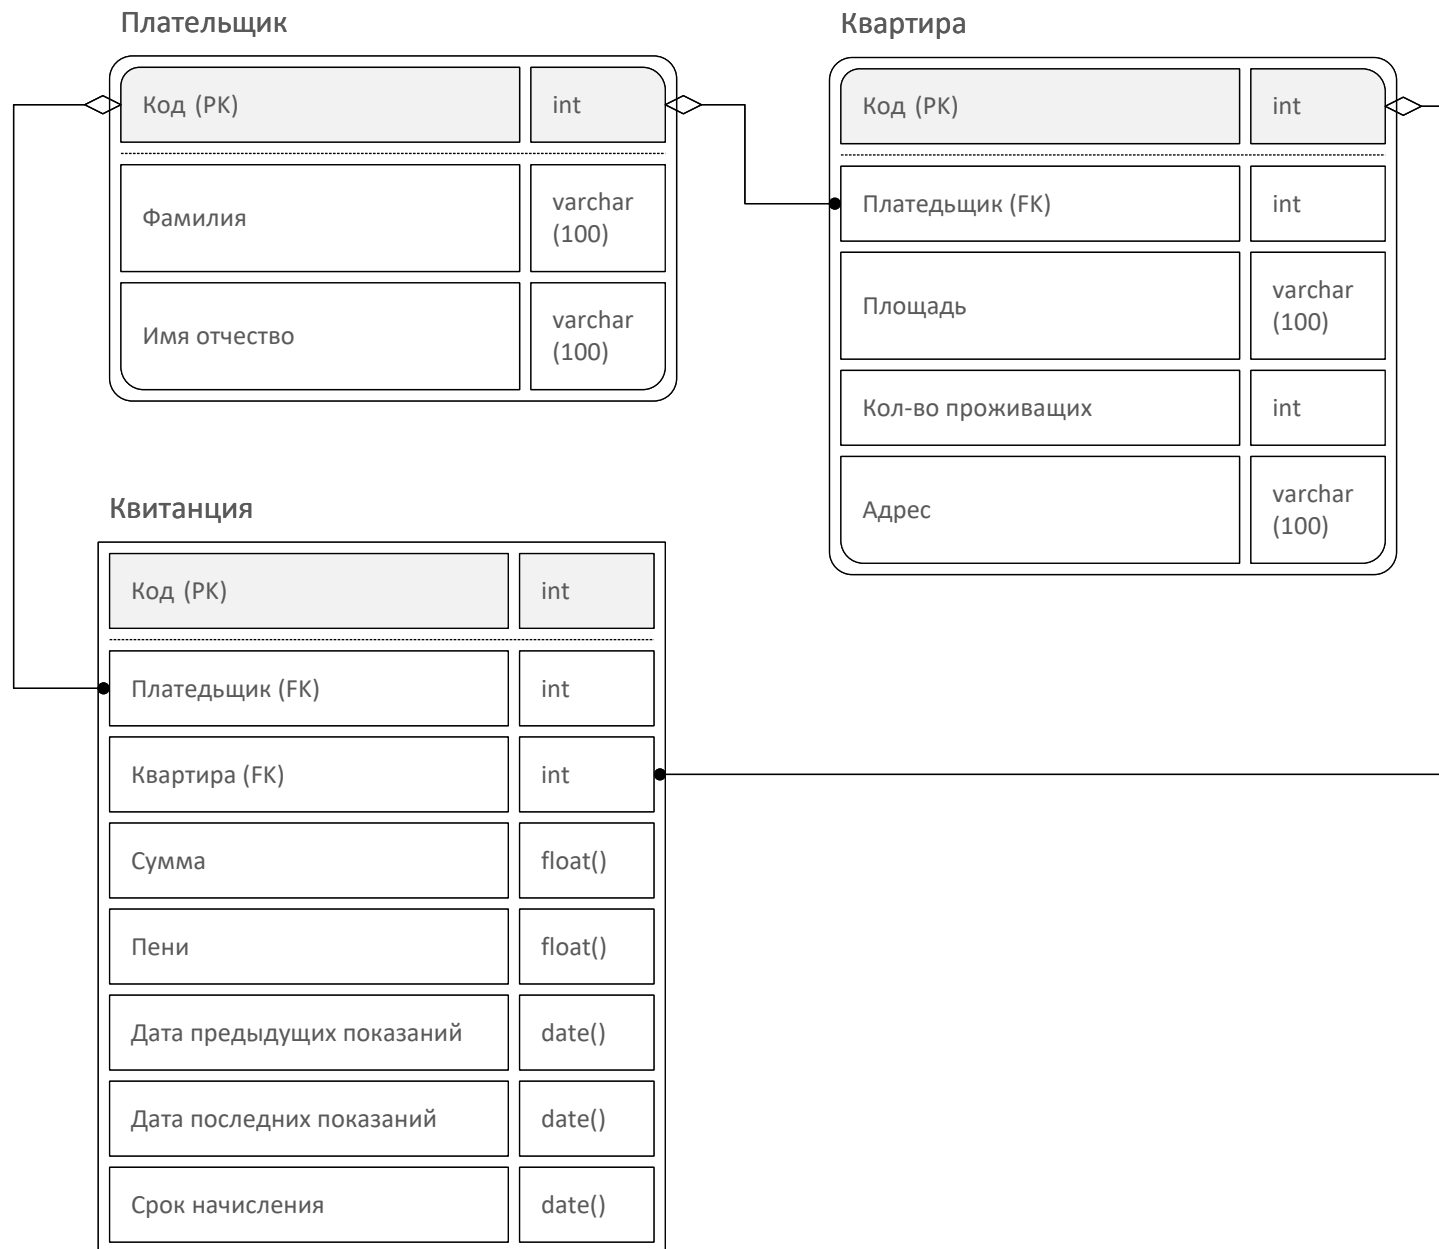 Плательщик
Код (PK) int
Фамилия varchar
(100)
Имя отчество varchar
(100)
Квартира
Код (PK) int
Платедьщик (FK) int
Площадь varchar
(100)
Кол-во проживащих int
Адрес varchar
(100)
Квитанция
Код (PK) int
Платедьщик (FK) int
Квартира (FK) int
Сумма float()
Пени float()
Дата предыдущих показаний date()
Дата последних показаний date()
Срок начисления date()